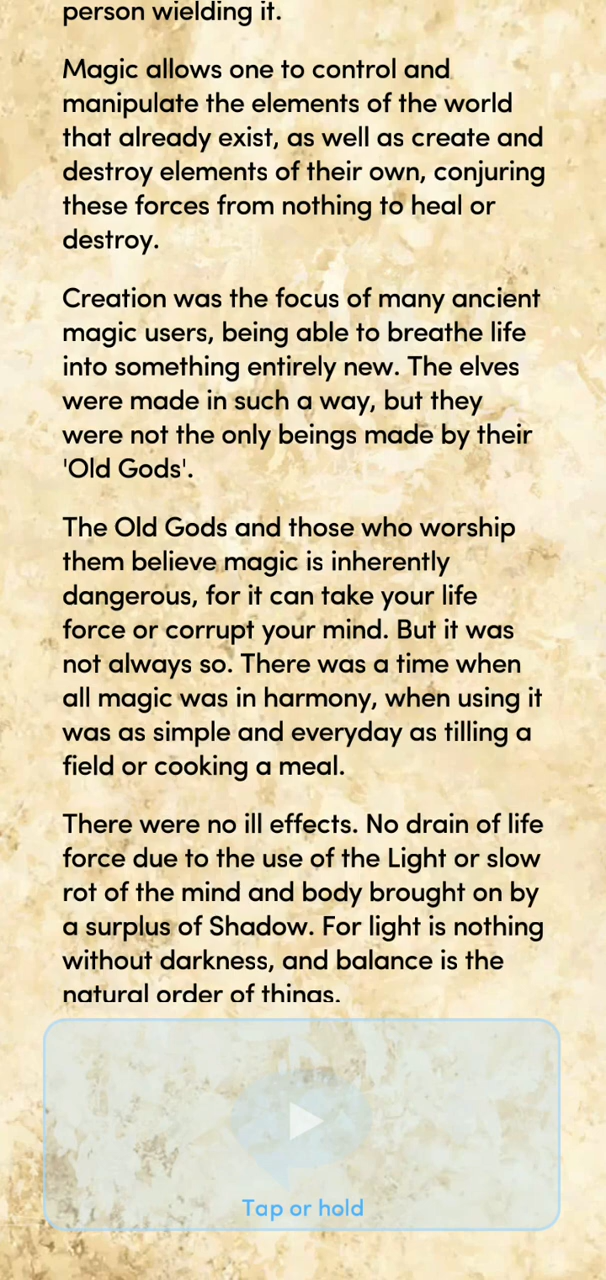 person wielding it.
Magic allows one to control and
manipulate the elements of the world
that already exist, as well as create and
destroy elements of their own, conjuring
these forces from nothing to heal or
destroy.
Creation was the focus of many ancient
magic users, being able to breathe life
into something entirely new. The elves
were made in such a way, but they
were not the only beings made by their
'Old Gods'.
The Old Gods and those who worship
them believe magic is inherently
dangerous, for it can take your life
force or corrupt your mind. But it was
not always so. There was a time when
all magic was in harmony, when using it
was as simple and everyday as tilling a
field or cooking a meal.
There were no ill effects. No drain of life
force due to the use of the Light or slow
rot of the mind and body brought on by
a surplus of Shadow. For light is nothing
without darkness, and balance is the
natural order of things.
Tap or hold